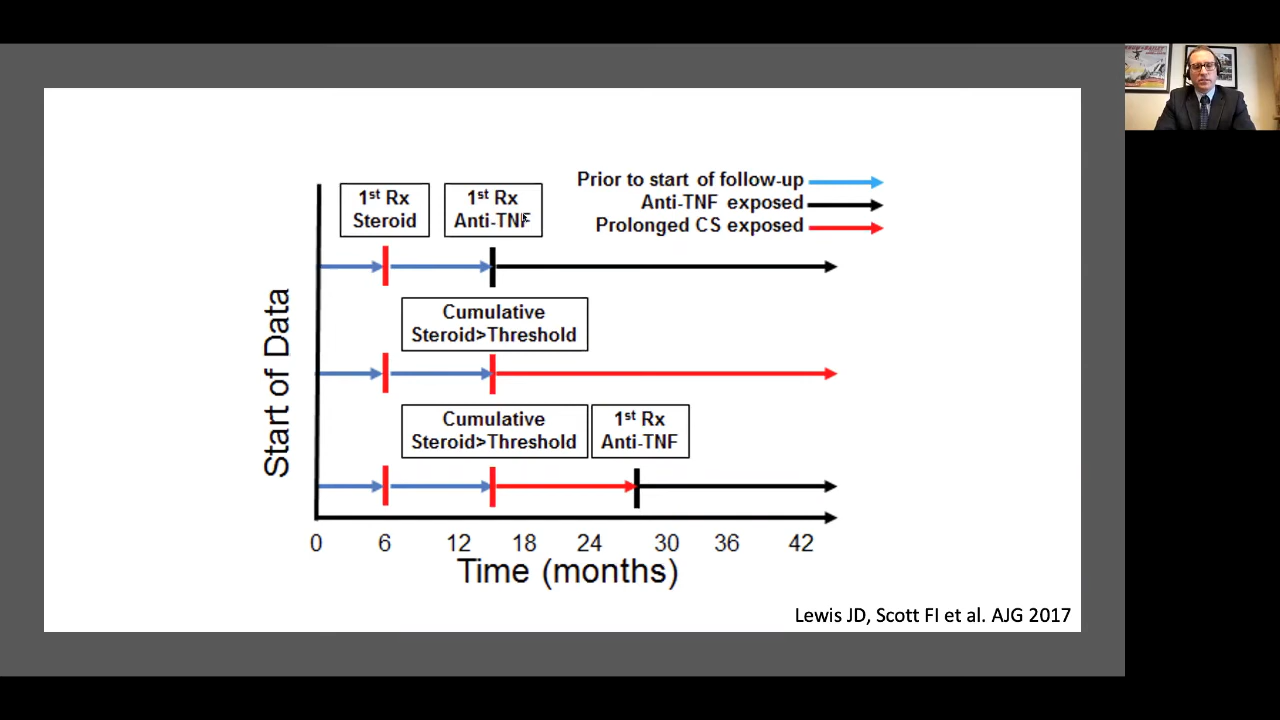 Prior to start of follow-up
Anti-TNF exposed
Prolonged CS exposed
1st Rx
Steroid
1st Rx
Anti-TNF
Cumulative
Steroid>Threshold
Cumulative
Steroid>Threshold
1st Rx
Anti-TNF
Start of Data
0 6 12 18 24 30 36 42
Time (months)
Lewis JD, Scott FI et al. AJG 2017